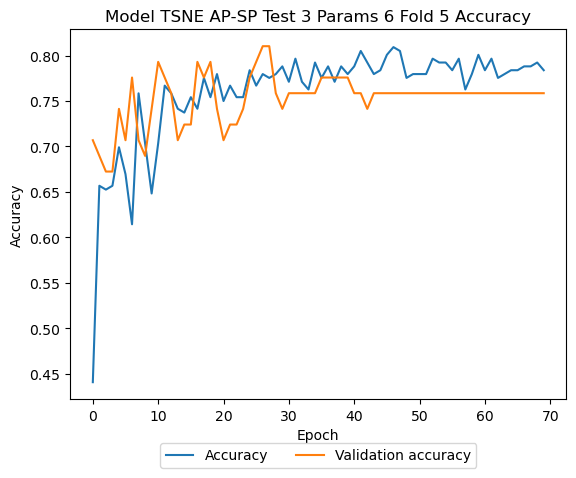 Model TSNE AP-SP Test 3 Params 6 Fold 5 Accuracy
0.80
0.75
0.70
0.65
0.60
0.55
0.50
0.45
Accuracy
0 10 20 30 40 50 60 70
Epoch
Accuracy Validation accuracy